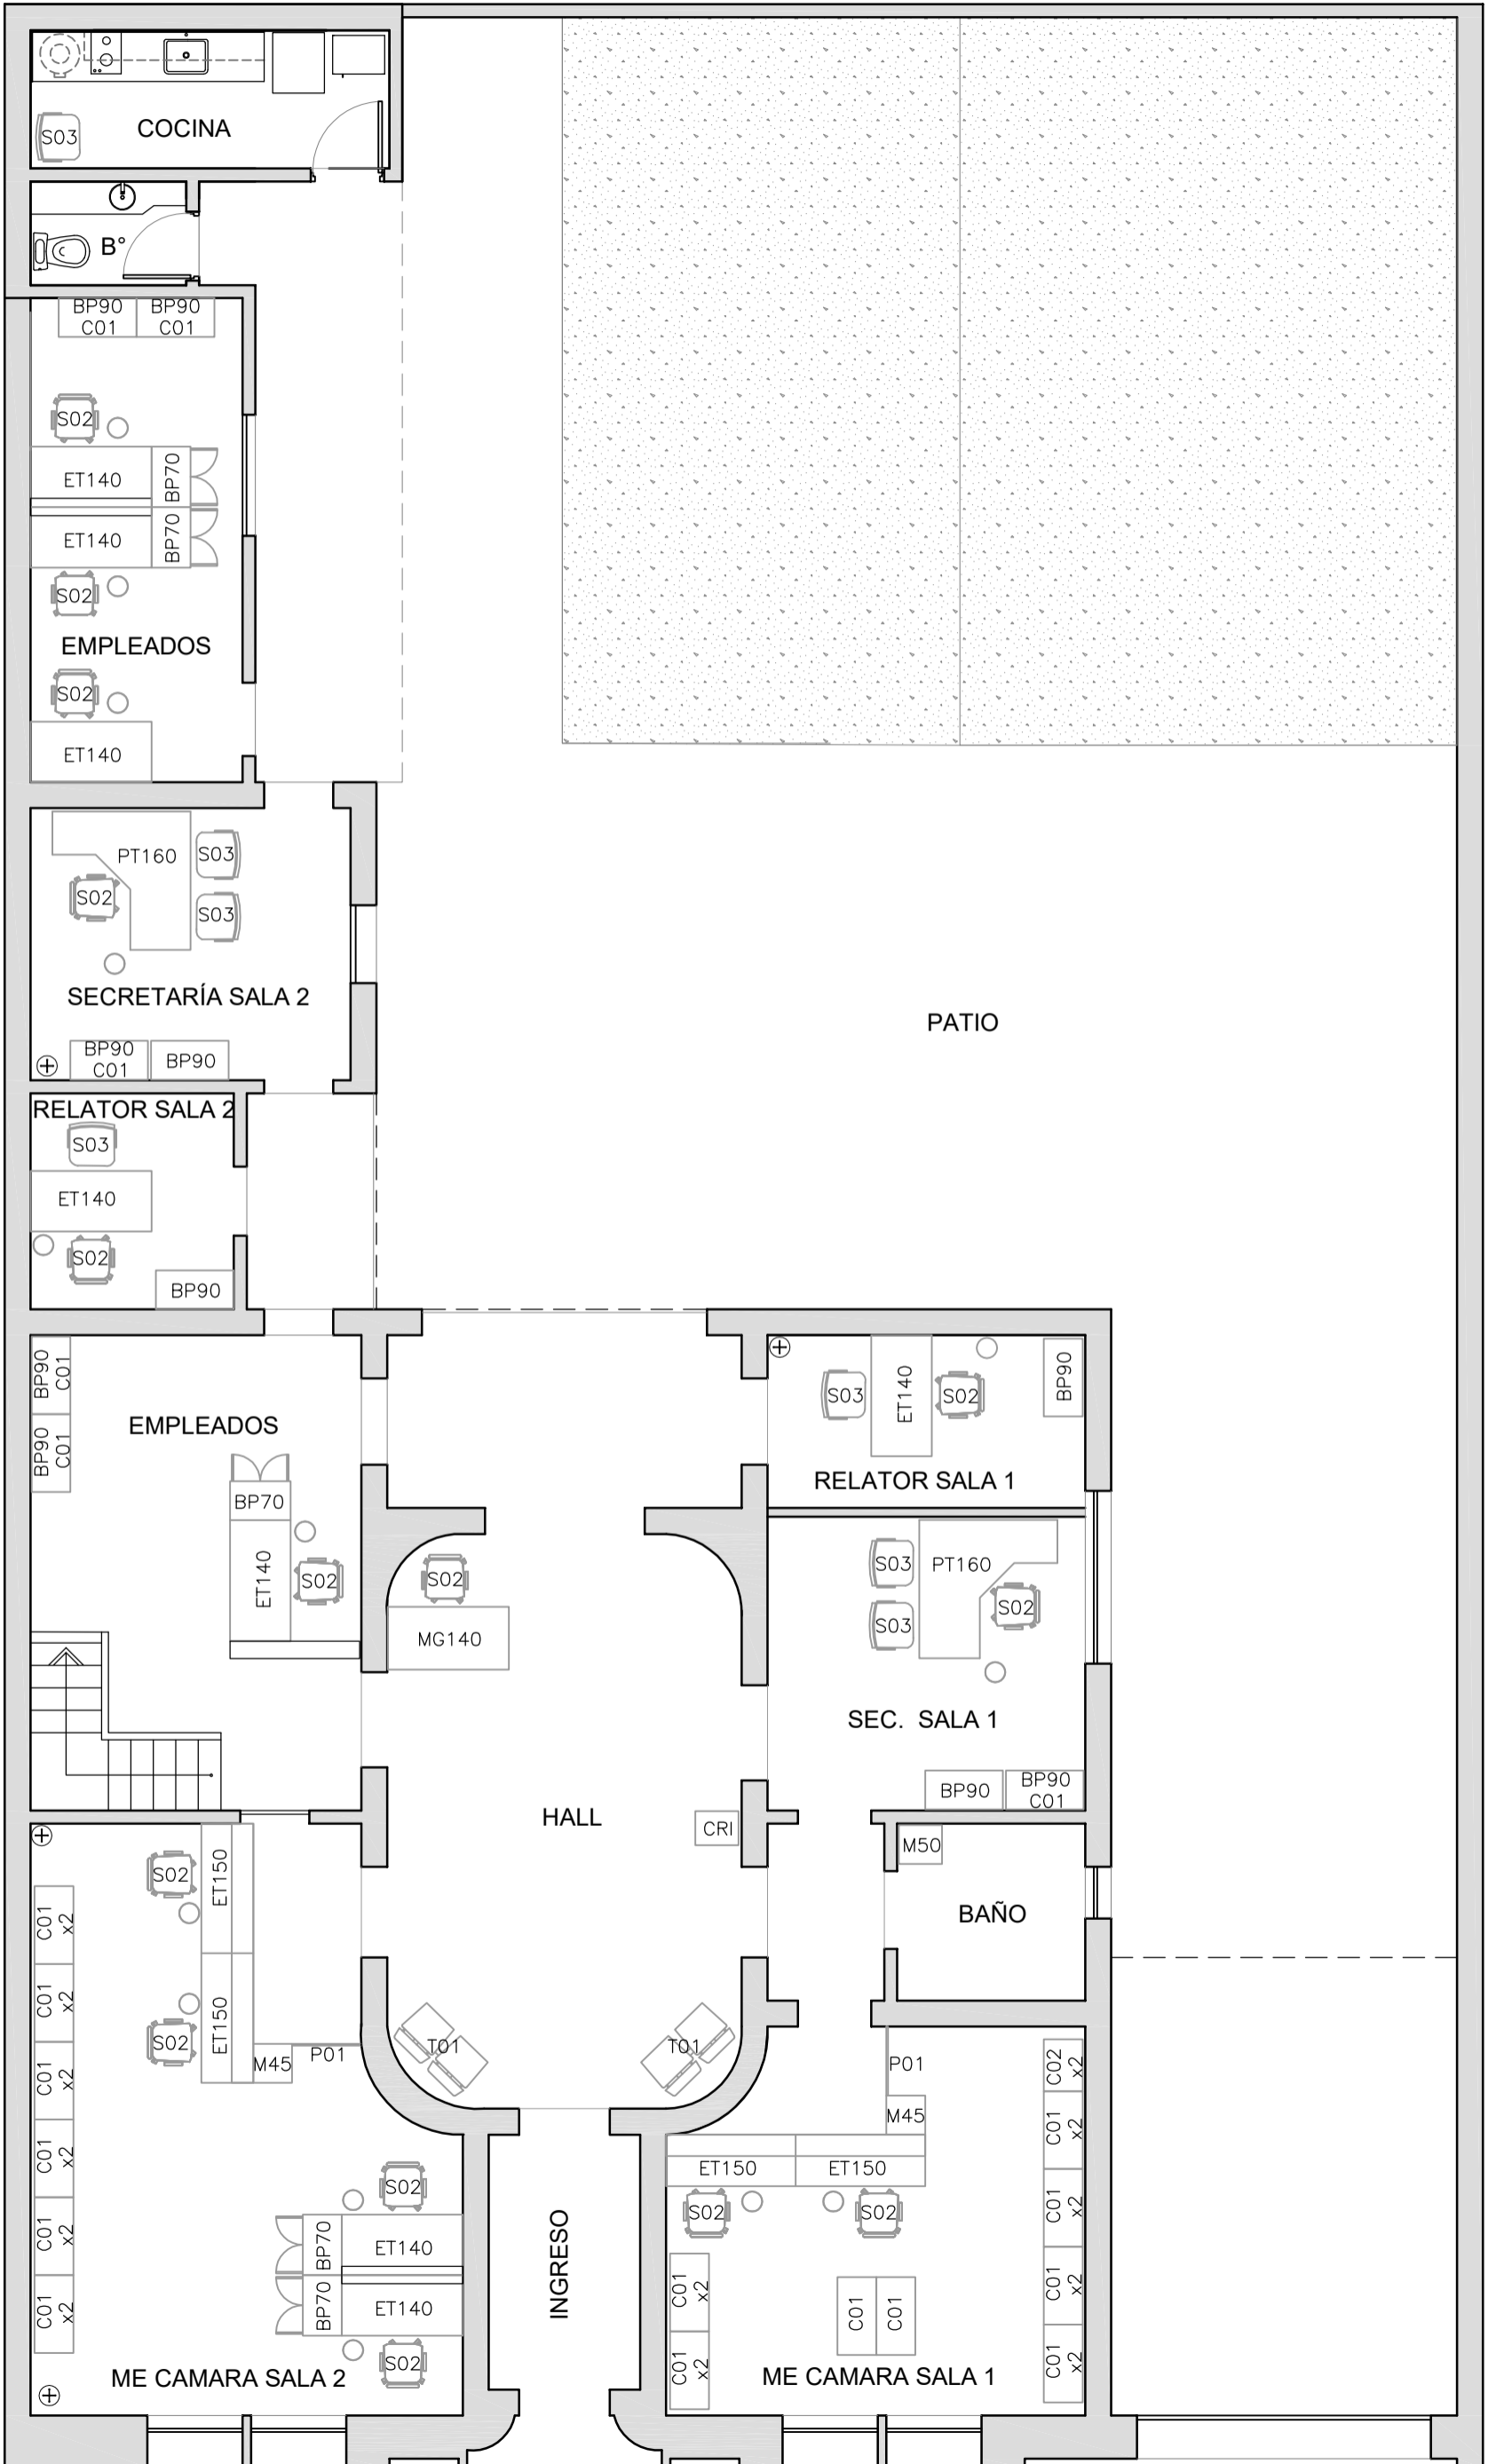 COCINA
S03
B°
BP90
C01
BP90
C01
S02
ET140
BP70
ET140
BP70
S02
EMPLEADOS
S02
ET140
PT160
S03
S02
S03
SECRETARÍA SALA 2
PATIO
BP90
C01
BP90
RELATOR SALA 2
S03
ET140
S02
BP90
BP90
C01
BP90
C01
EMPLEADOS
BP70
ET140
S02
S02
MG140
S03
ET140
S02
BP90
RELATOR SALA 1
S03
PT160
S02
S03
SEC. SALA 1
BP90
BP90
C01
HALL
CRI
M50
BAÑO
S02
ET150
C01
x2
C01
x2
S02
ET150
C01
x2
M45
P01
T01
T01
C01
x2
C01
x2
C01
x2
S02
BP70
ET140
BP70
ET140
S02
ME CAMARA SALA 2
INGRESO
P01
M45
C02
x2
C01
x2
ET150
ET150
S02
S02
C01
x2
C01
x2
C01
x2
C01
x2
C01
C01
C01
x2
ME CAMARA SALA 1